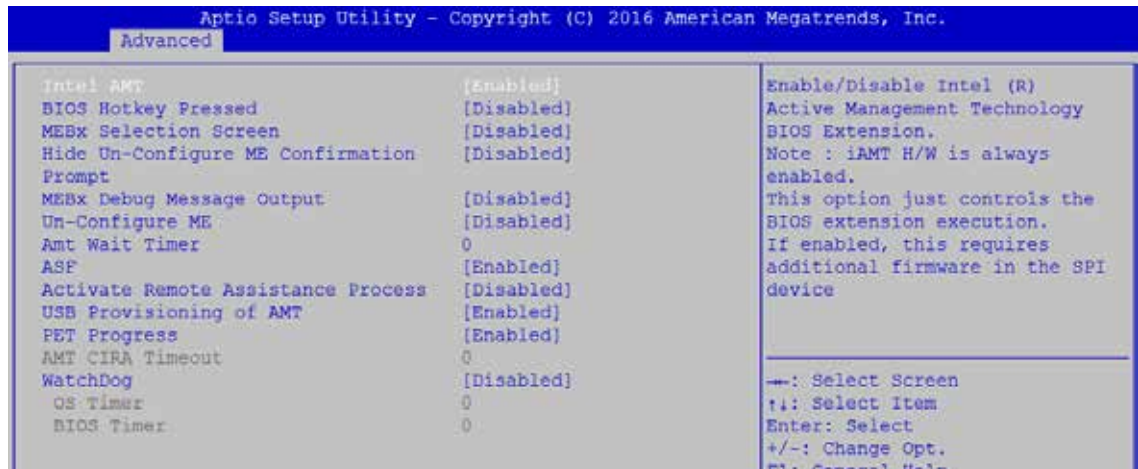 Aptio Setup Utility - Copyright (C) 2016 American Megatrends, Inc.
Advanced
Intel AMT [Enabled]
BIOS Hotkey Pressed [Disabled]
MEBx Selection Screen [Disabled]
Hide Un-Configure ME Confirmation [Disabled]
Prompt
MEBx Debug Message Output [Disabled]
Un-Configure ME [Disabled]
Amt Wait Timer 0
ASF [Enabled]
Activate Remote Assistance Process [Disabled]
USB Provisioning of AMT [Enabled]
PET Progress [Enabled]
AMT CIRA Timeout 0
WatchDog [Disabled]
OS Timer 0
BIOS Timer 0
Enable/Disable Intel (R)
Active Management Technology
BIOS Extension.
Note : iAMT H/W is always
enabled.
This option just controls the
BIOS extension execution.
If enabled, this requires
additional firmware in the SPI
device
→←: Select Screen
↑↓: Select Item
Enter: Select
+/-: Change Opt.